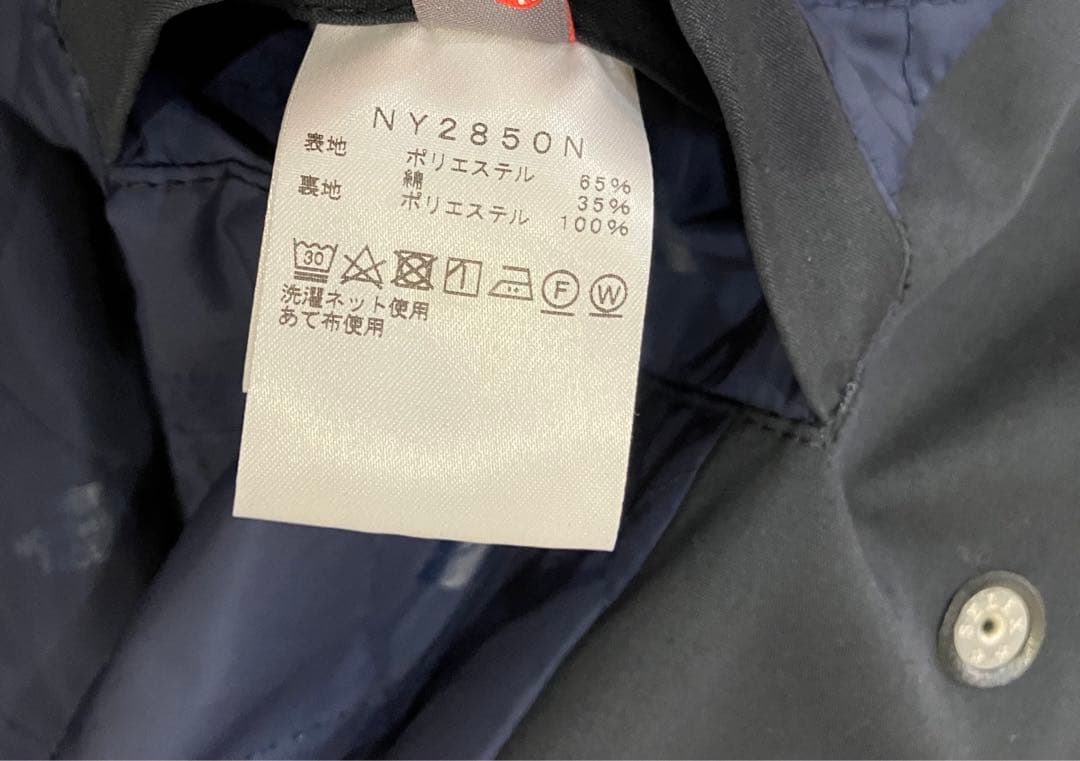 NY2850N
表地 ポリエステル 65%
綿 35%
裏地 ポリエステル 100%
30 F W
洗濯ネット使用
あて布使用